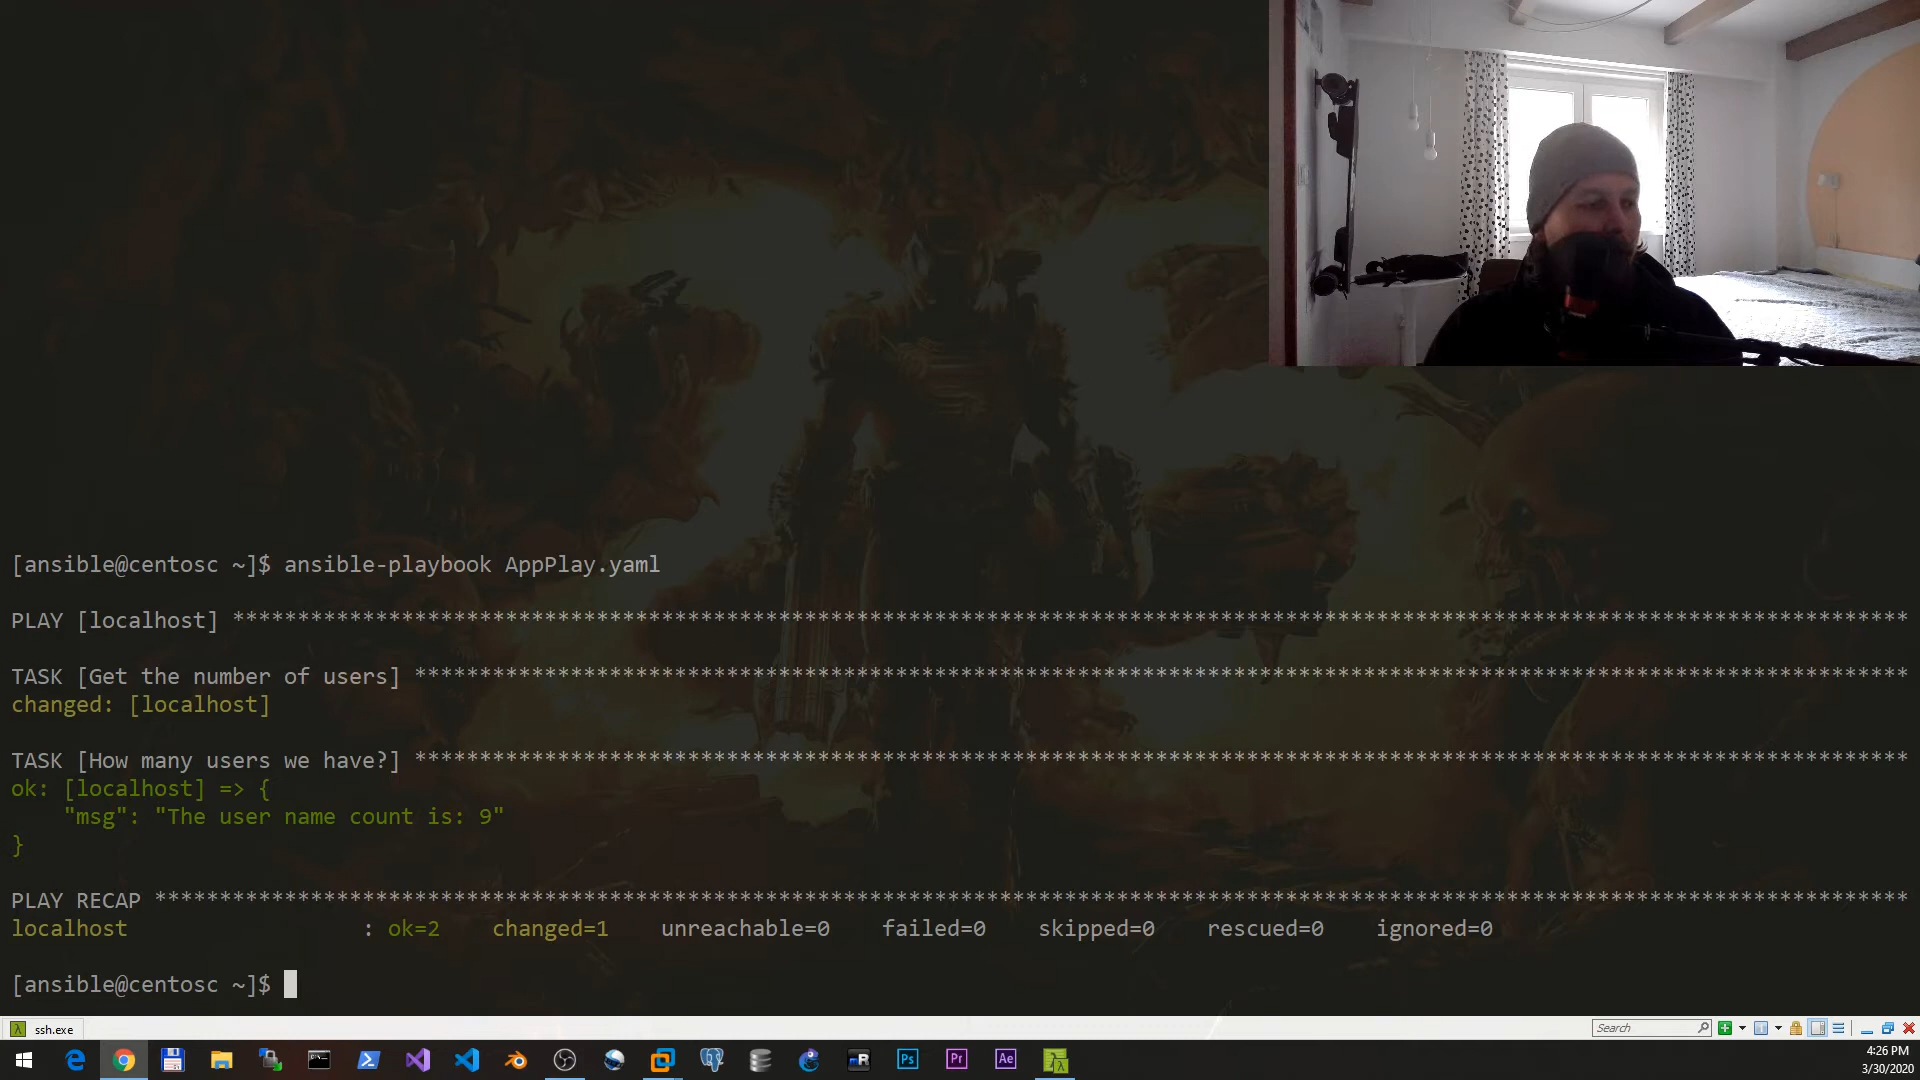 [ansible@centosc ~]$ ansible-playbook AppPlay.yaml
PLAY [localhost] *********************************************************************************************************************************
TASK [Get the number of users] *******************************************************************************************************************
changed: [localhost]
TASK [How many users we have?] *******************************************************************************************************************
ok: [localhost] => {
"msg": "The user name count is: 9"
}
PLAY RECAP ***************************************************************************************************************************************
localhost : ok=2 changed=1 unreachable=0 failed=0 skipped=0 rescued=0 ignored=0
[ansible@centosc ~]$
λ ssh.exe
Search
Ps Pr Ae
4:26 PM
3/30/2020